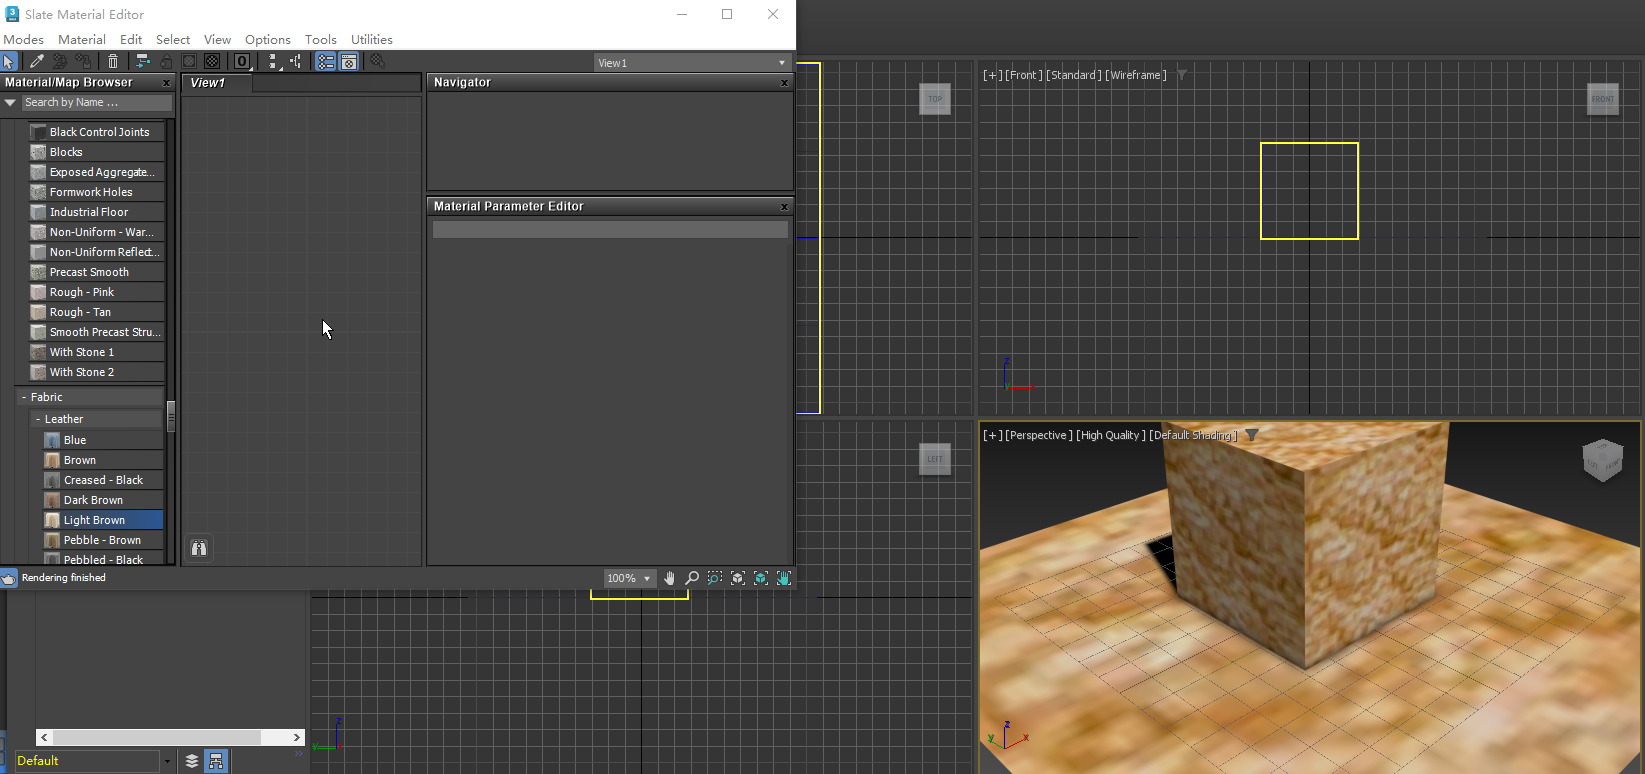 Slate Material Editor
Modes Material Edit Select View Options Tools Utilities
View1
Material/Map Browser x
Search by Name ...
Black Control Joints
Blocks
Exposed Aggregate...
Formwork Holes
Industrial Floor
Non-Uniform - War...
Non-Uniform Reflect...
Precast Smooth
Rough - Pink
Rough - Tan
Smooth Precast Stru...
With Stone 1
With Stone 2
- Fabric
- Leather
Blue
Brown
Creased - Black
Dark Brown
Light Brown
Pebble - Brown
Pebbled - Black
Rendering finished
View1
Navigator x
Material Parameter Editor x
100%
TOP
[+] [Front ] [Standard ] [Wireframe ]
FRONT
z
LEFT
z
y
[+] [Perspective ] [High Quality ] [Default Shading ]
z
y
x
Default